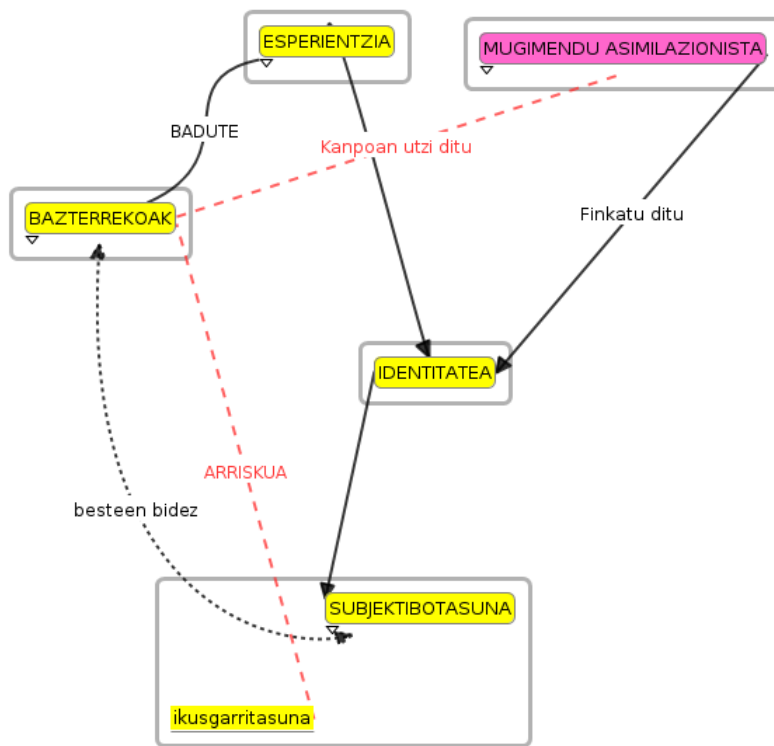 ESPERIENTZIA
MUGIMENDU ASIMILAZIONISTA
BADUTE
Kanpoan utzi ditu
BAZTERREKOAK
Finkatu ditu
IDENTITATEA
ARRISKUA
besteen bidez
SUBJEKTIBOTASUNA
ikusgarritasuna